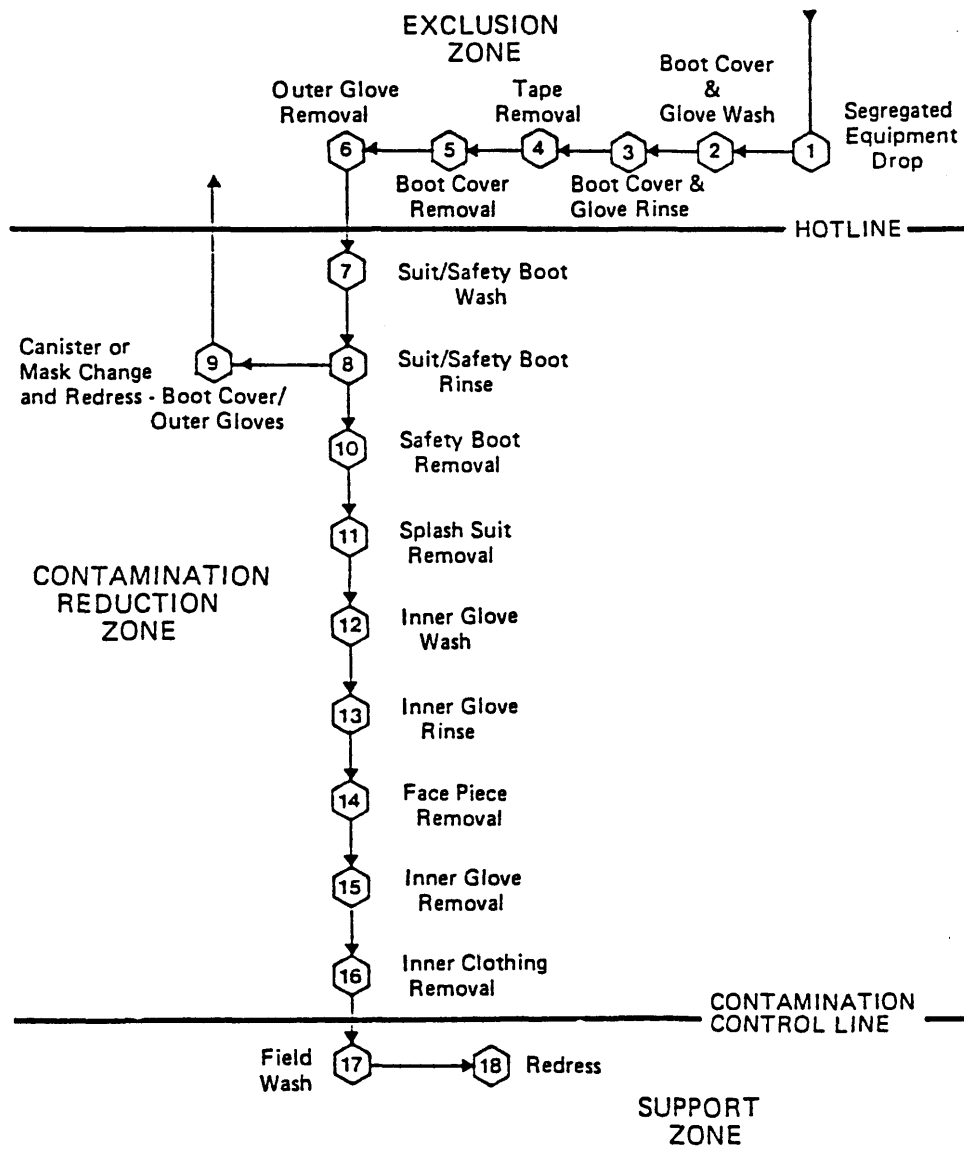 EXCLUSION
ZONE
Boot Cover
&
Glove Wash
Outer Glove
Removal
Tape
Removal
Segregated
Equipment
Drop
6
5
4
3
2
1
Boot Cover
Removal
Boot Cover &
Glove Rinse
HOTLINE
7
Suit/Safety Boot
Wash
Canister or
Mask Change
and Redress - Boot Cover/
Outer Gloves
9
8
Suit/Safety Boot
Rinse
10
Safety Boot
Removal
11
Splash Suit
Removal
CONTAMINATION
REDUCTION
ZONE
12
Inner Glove
Wash
13
Inner Glove
Rinse
14
Face Piece
Removal
15
Inner Glove
Removal
16
Inner Clothing
Removal
CONTAMINATION
CONTROL LINE
Field
Wash
17
18
Redress
SUPPORT
ZONE